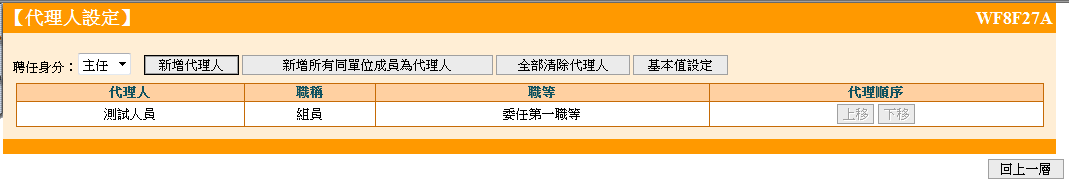 【代理人設定】 WF8F27A
聘任身分： 主任 新增代理人 新增所有同單位成員為代理人 全部清除代理人 基本值設定
代理人 職稱 職等 代理順序
測試人員 組員 委任第一職等 上移 下移
回上一層